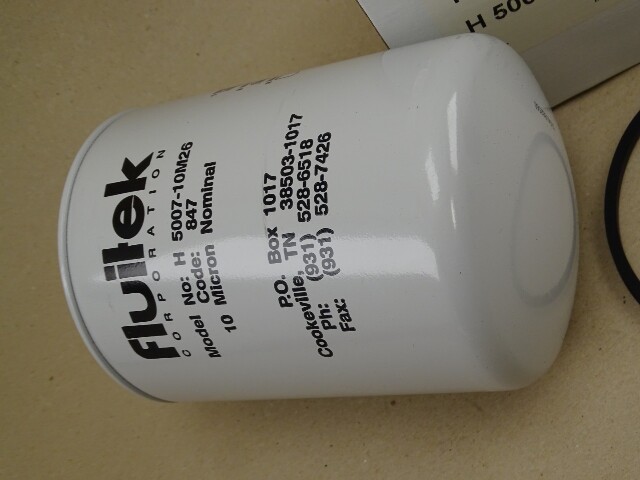 fluitek
CORPORATION
Model No: H 5007-10M26
Code: 847
10 Micron Nominal
P.O. Box 1017
Cookeville, TN 38503-1017
Ph: (931) 528-6518
Fax: (931) 528-7426
H 500